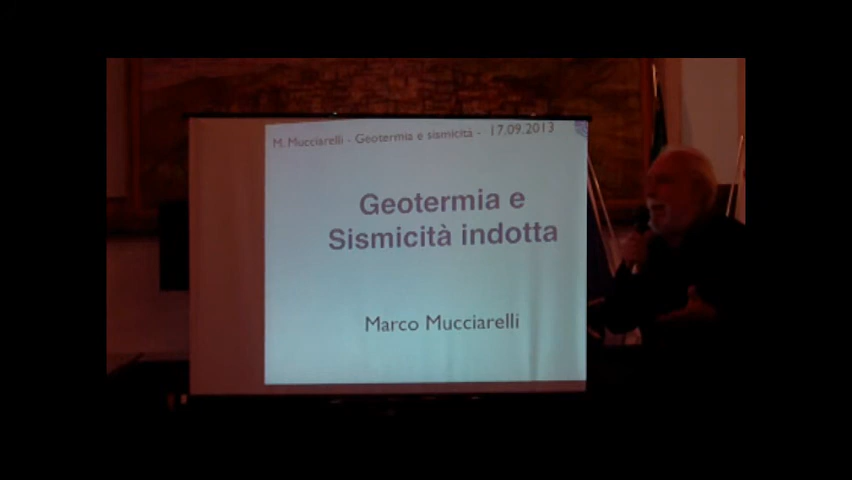 M. Mucciarelli - Geotermia e sismicità - 17.09.2013
Geotermia e
Sismicità indotta
Marco Mucciarelli